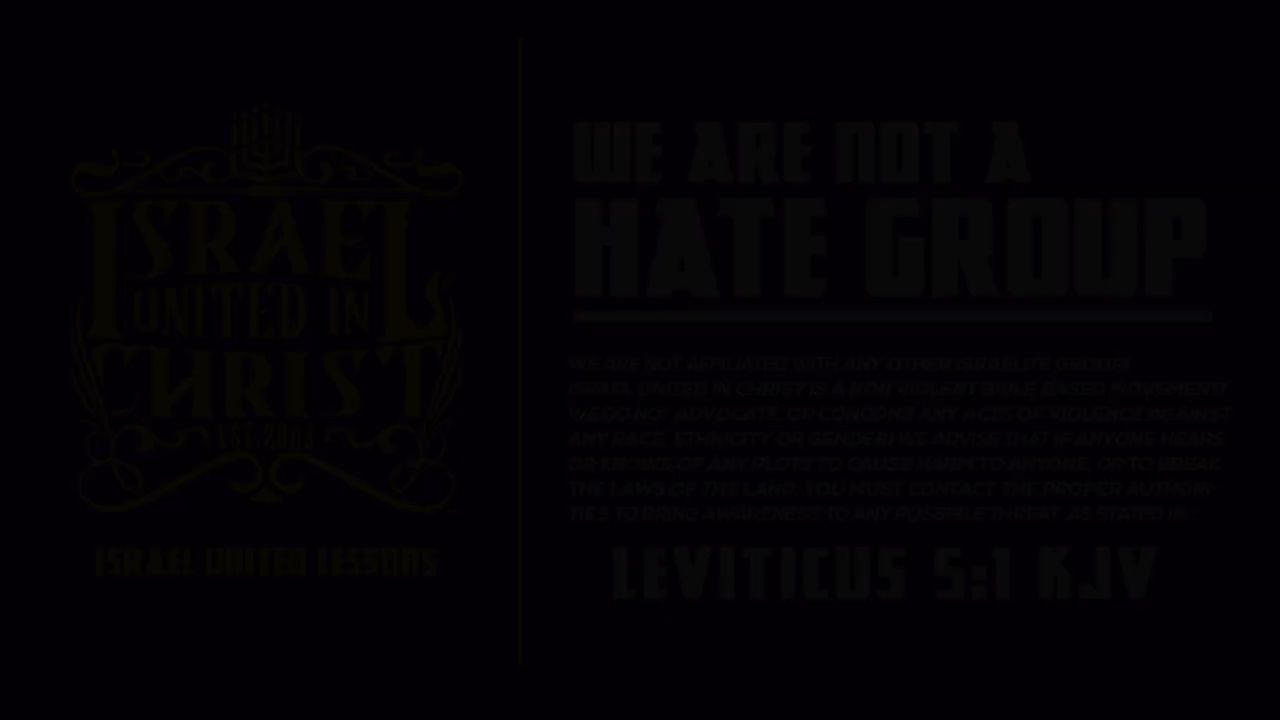 ISRAEL
UNITED IN
CHRIST
EST.2003
ISRAEL UNITED LESSONS
WE ARE NOT A
HATE GROUP
WE ARE NOT AFFILIATED WITH ANY OTHER ISRAELITE GROUP!
ISRAEL UNITED IN CHRIST IS A NON VIOLENT BIBLE BASED MOVEMENT!
WE DO NOT ADVOCATE, OR CONDONE ANY ACTS OF VIOLENCE AGAINST
ANY RACE, ETHNICITY OR GENDER! WE ADVISE THAT IF ANYONE HEARS
OR KNOWS OF ANY PLOTS TO CAUSE HARM TO ANYONE, OR TO BREAK
THE LAWS OF THE LAND, YOU MUST CONTACT THE PROPER AUTHORI-
TIES TO BRING AWARENESS TO ANY POSSIBLE THREAT. AS STATED IN:
LEVITICUS 5:1 KJV